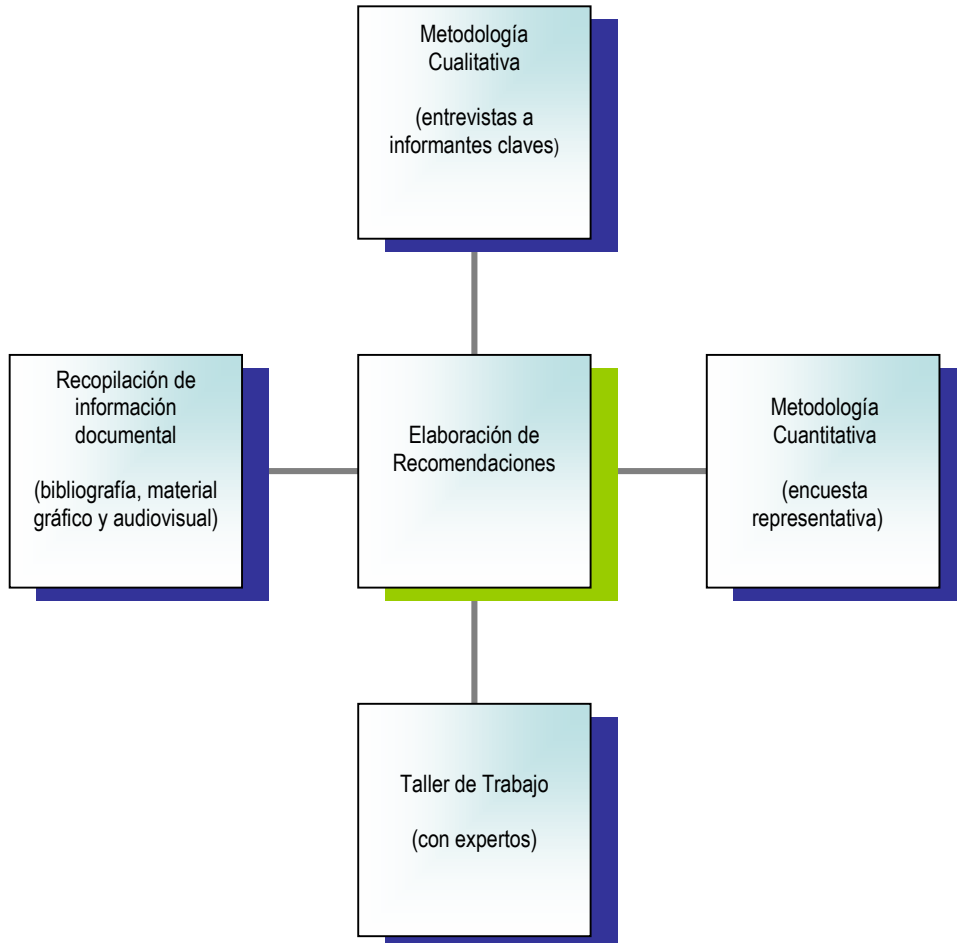 Metodología
Cualitativa
(entrevistas a
informantes claves)
Recopilación de
información
documental
(bibliografía, material
gráfico y audiovisual)
Elaboración de
Recomendaciones
Metodología
Cuantitativa
(encuesta
representativa)
Taller de Trabajo
(con expertos)